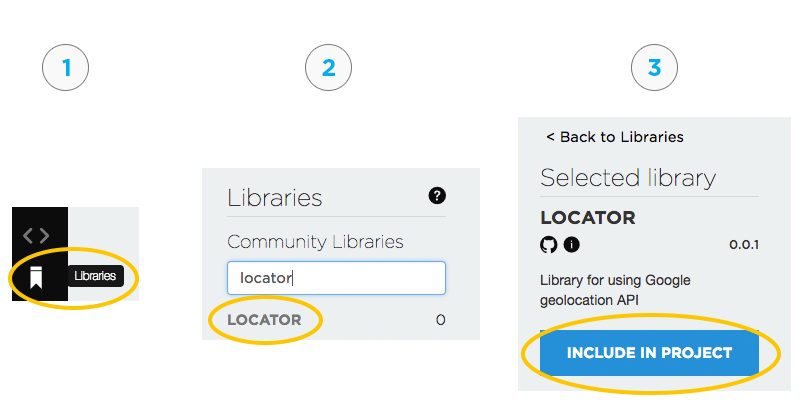 1
Libraries
2
Libraries ?
Community Libraries
locator
LOCATOR 0
3
< Back to Libraries
Selected library
LOCATOR
i 0.0.1
Library for using Google
geolocation API
INCLUDE IN PROJECT